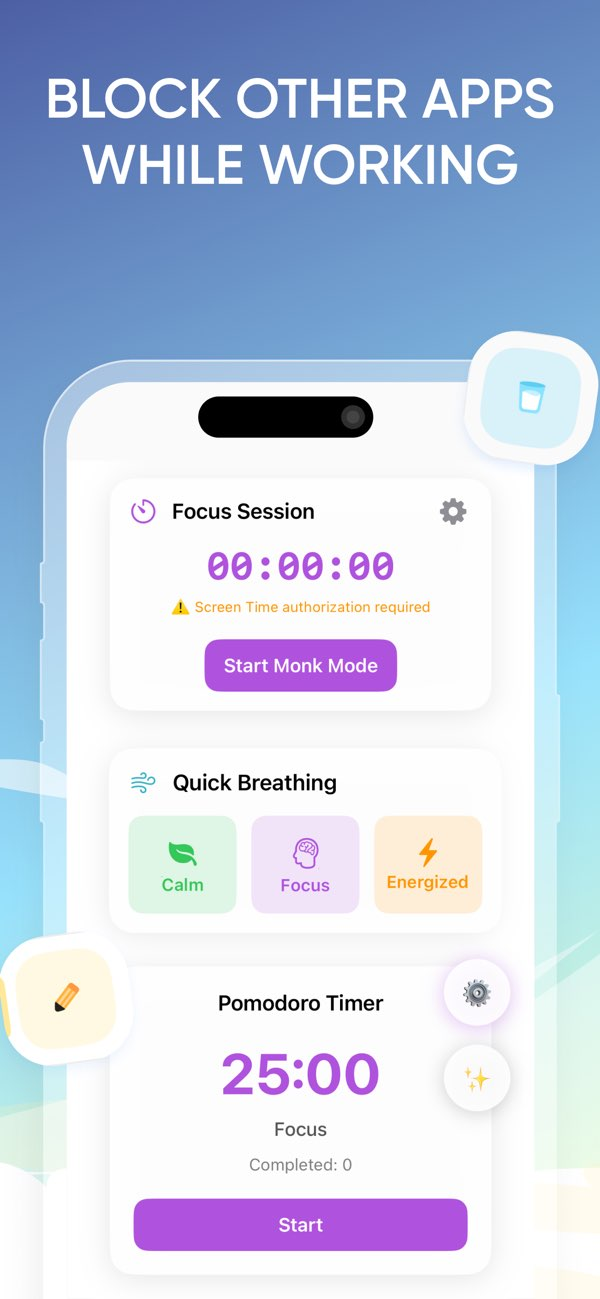 BLOCK OTHER APPS
WHILE WORKING
Focus Session
00:00:00
⚠️ Screen Time authorization required
Start Monk Mode
Quick Breathing
Calm
Focus
Energized
Pomodoro Timer
25:00
Focus
Completed: 0
Start